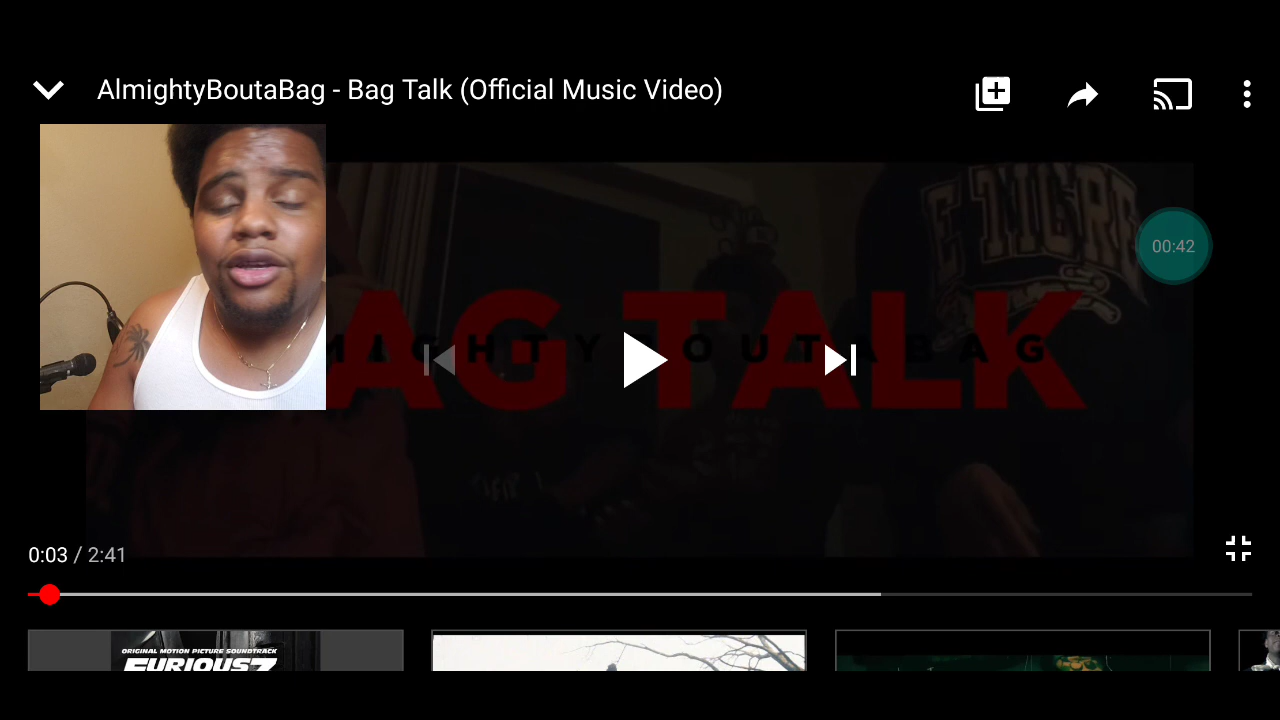 AlmightyBoutaBag - Bag Talk (Official Music Video)
00:42
AG TALK
0:03 / 2:41
ORIGINAL MOTION PICTURE SOUNDTRACK
FURIOUS 7